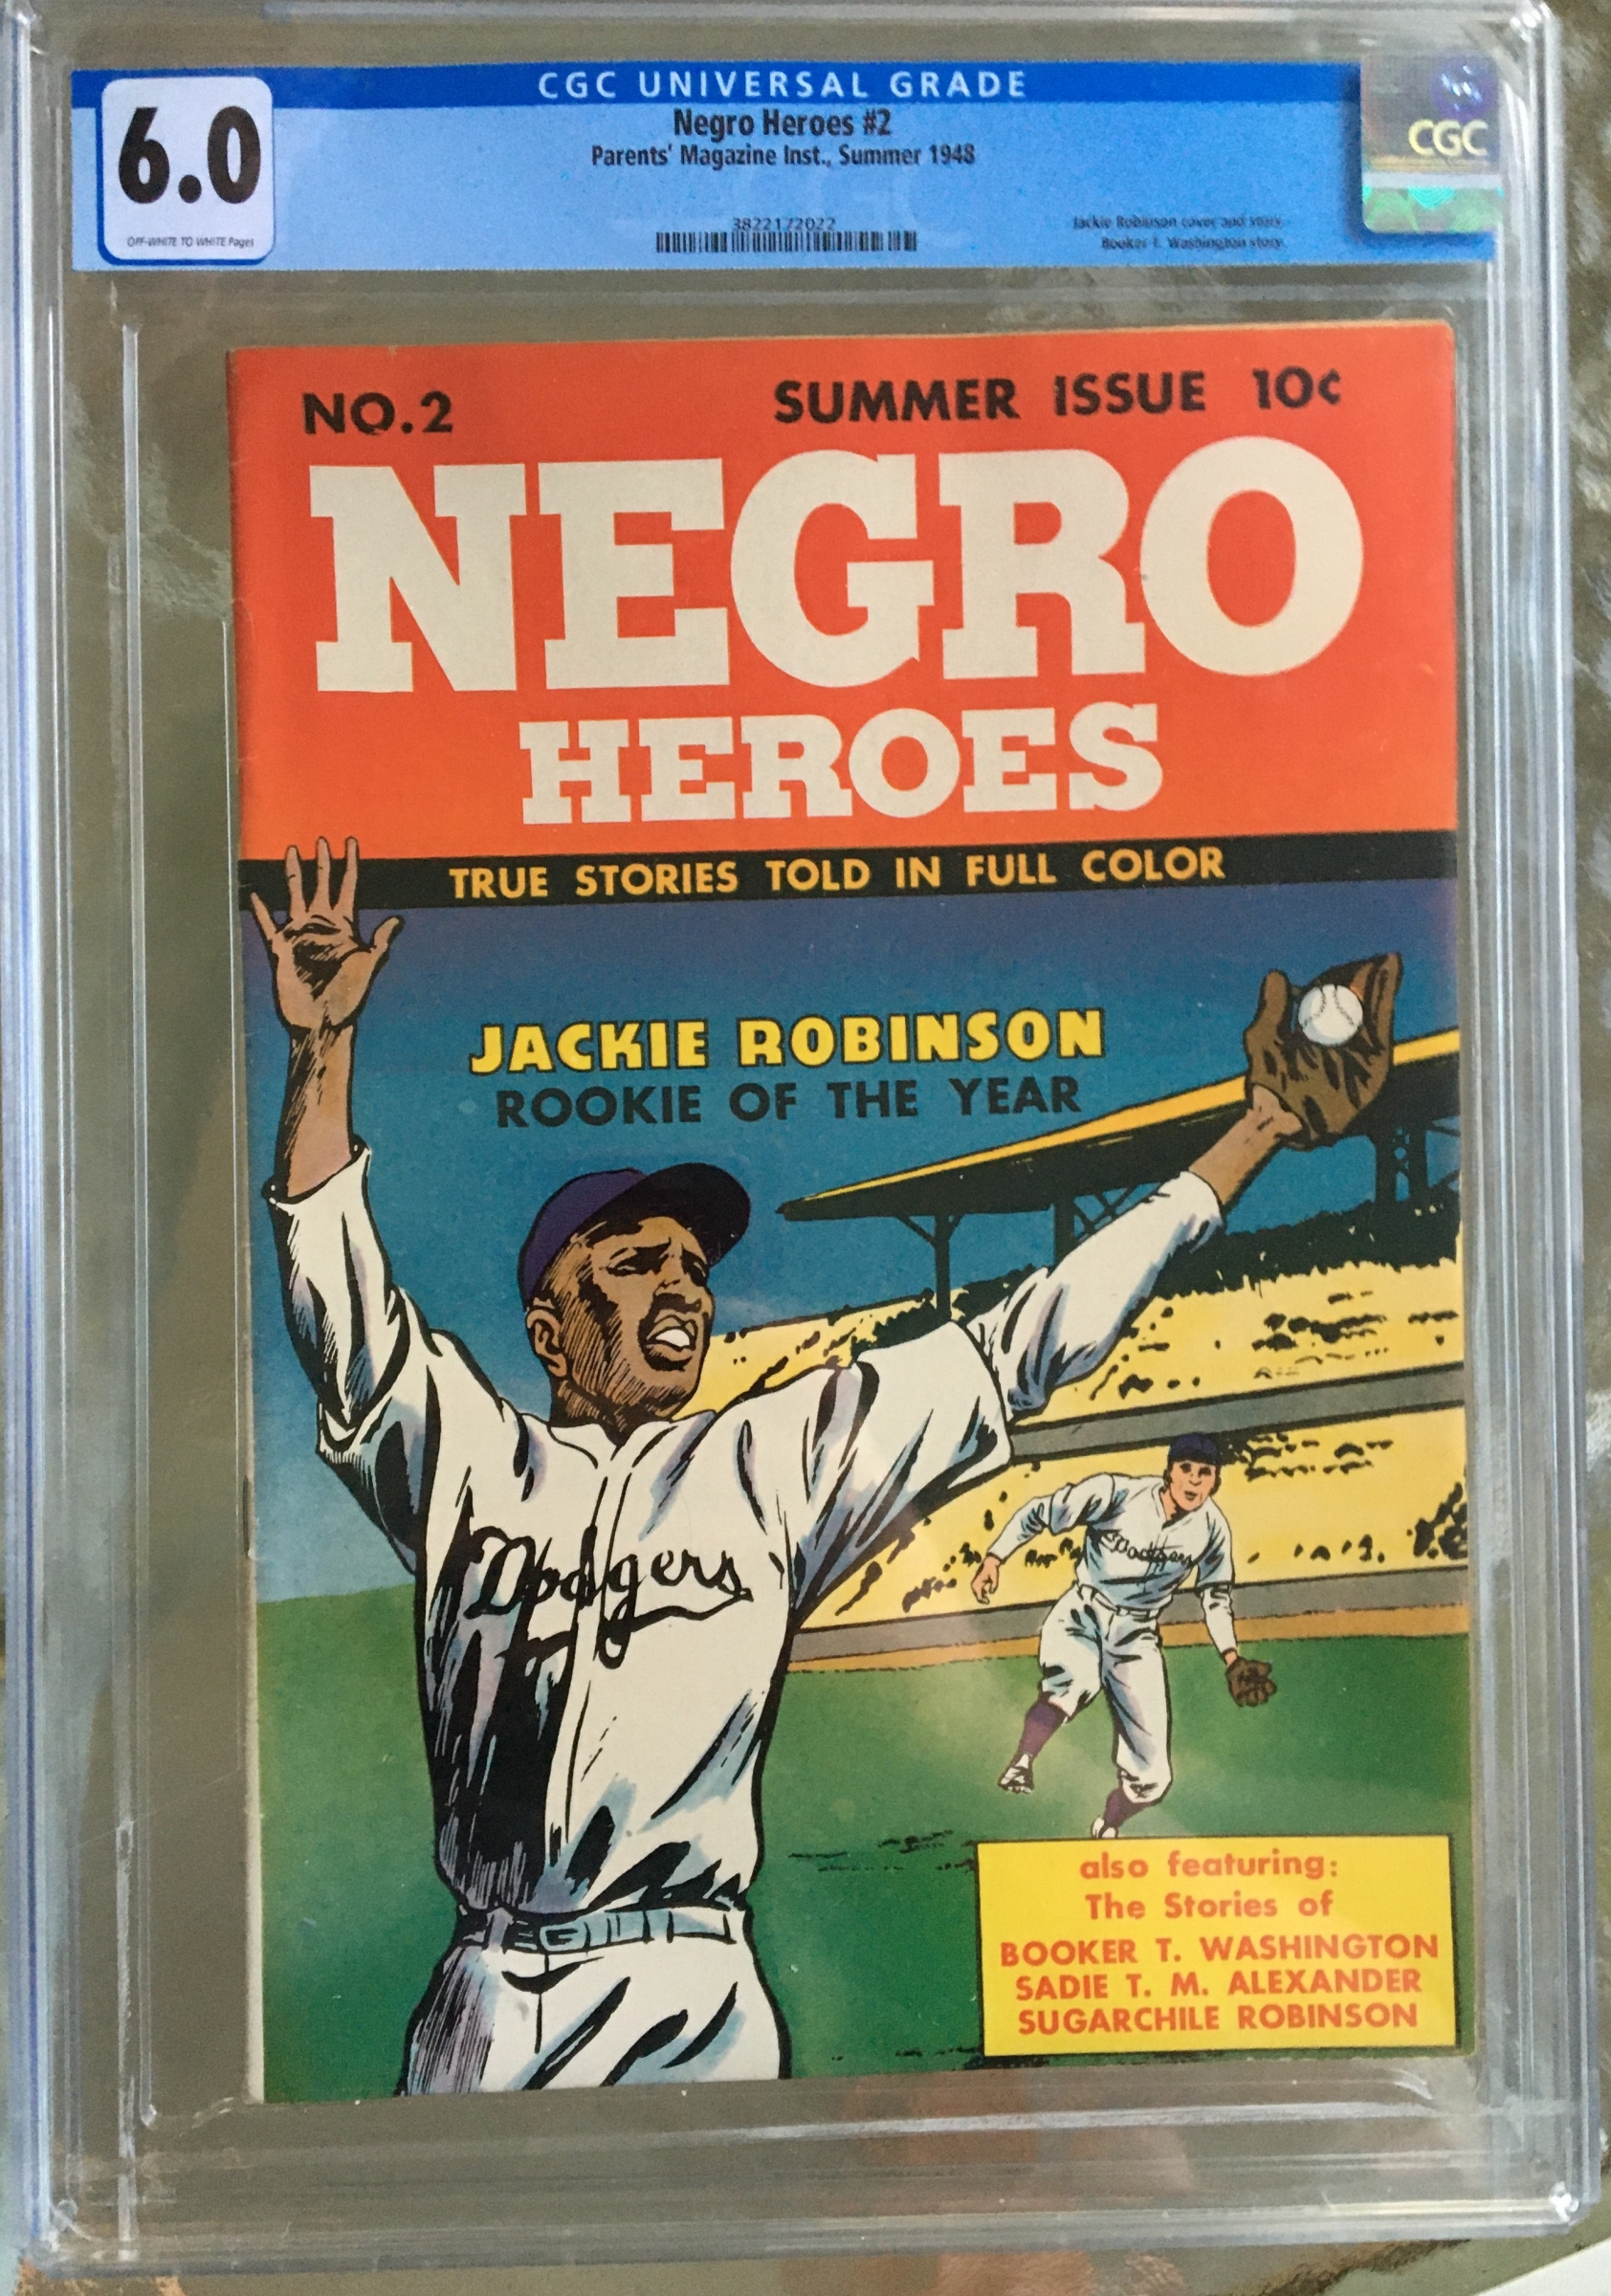 CGC UNIVERSAL GRADE
6.0
OFF-WHITE TO WHITE Pages
Negro Heroes #2
Parents' Magazine Inst., Summer 1948
3822172022
Jackie Robinson cover and story.
Booker T. Washington story.
CGC
NO.2 SUMMER ISSUE 10¢
NEGRO
HEROES
TRUE STORIES TOLD IN FULL COLOR
JACKIE ROBINSON
ROOKIE OF THE YEAR
Dodgers
Dodgers
also featuring:
The Stories of
BOOKER T. WASHINGTON
SADIE T. M. ALEXANDER
SUGARCHILE ROBINSON